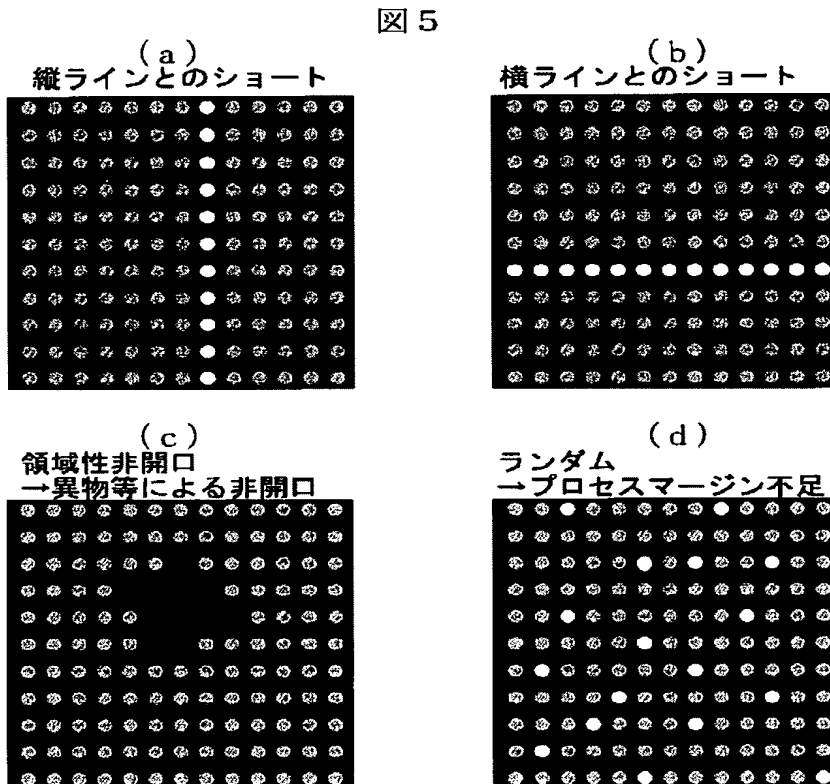 図5
(a)
縦ラインとのショート
(b)
横ラインとのショート
(c)
領域性非開口
→異物等による非開口
(d)
ランダム
→プロセスマージン不足